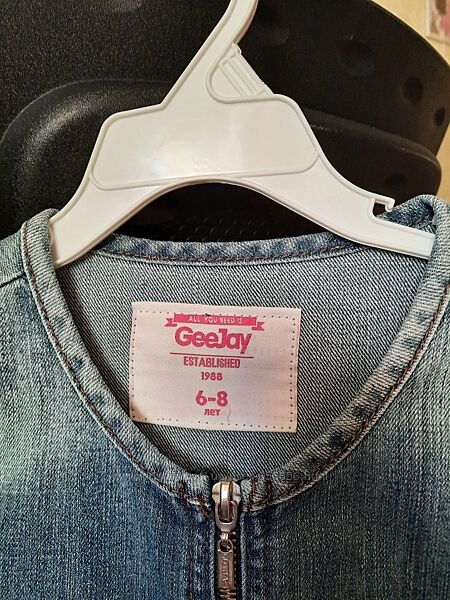 ALL YOU NEED IS
GeeJay
ESTABLISHED
1988
6-8
лет